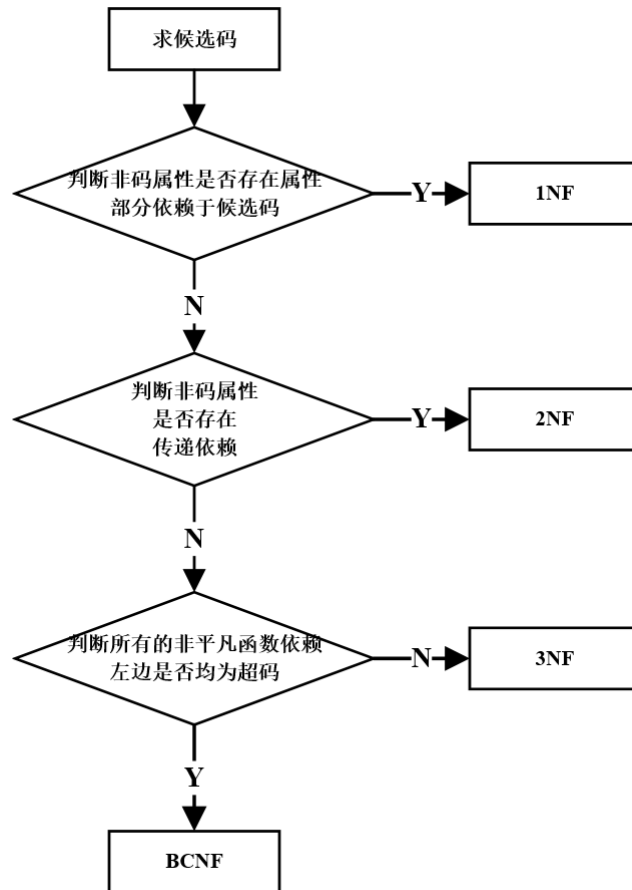 求候选码
判断非码属性是否存在属性
部分依赖于候选码
Y
1NF
N
判断非码属性
是否存在
传递依赖
Y
2NF
N
判断所有的非平凡函数依赖
左边是否均为超码
N
3NF
Y
BCNF